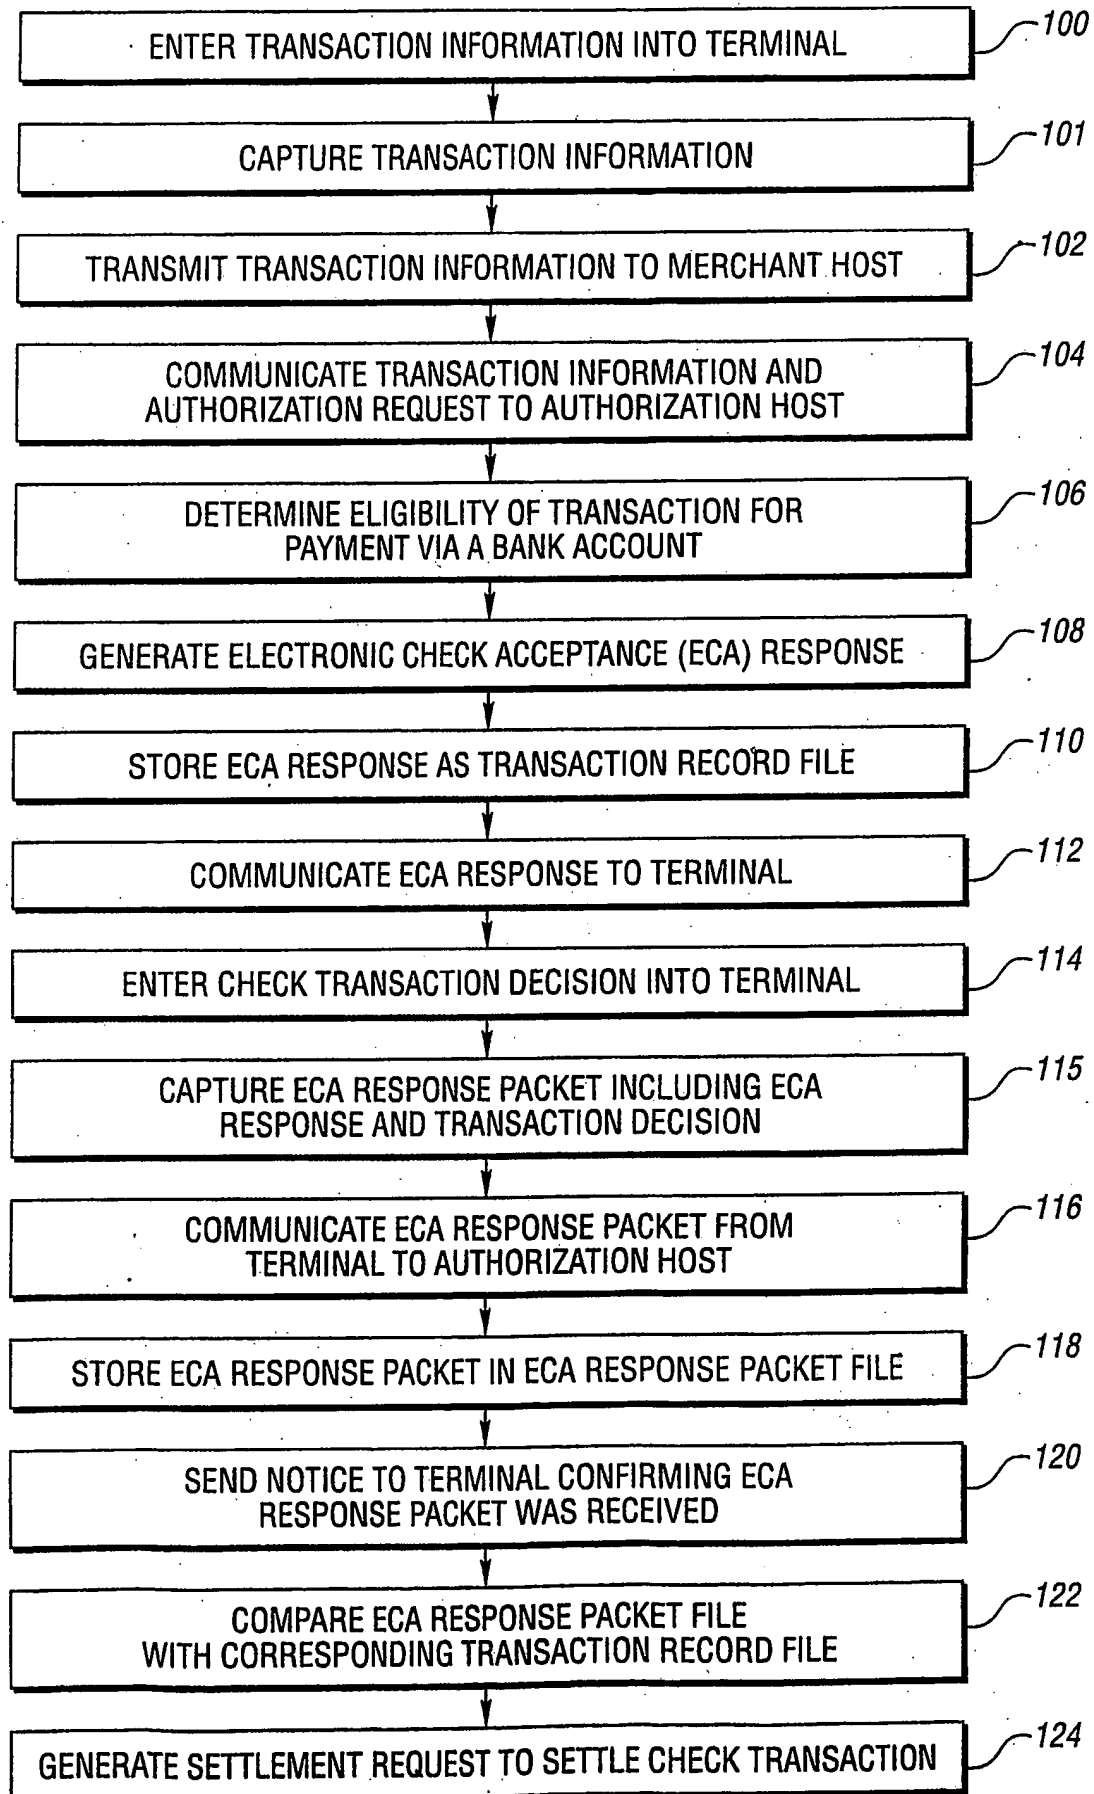 ENTER TRANSACTION INFORMATION INTO TERMINAL
100
CAPTURE TRANSACTION INFORMATION
101
TRANSMIT TRANSACTION INFORMATION TO MERCHANT HOST
102
COMMUNICATE TRANSACTION INFORMATION AND
AUTHORIZATION REQUEST TO AUTHORIZATION HOST
104
DETERMINE ELIGIBILITY OF TRANSACTION FOR
PAYMENT VIA A BANK ACCOUNT
106
GENERATE ELECTRONIC CHECK ACCEPTANCE (ECA) RESPONSE
108
STORE ECA RESPONSE AS TRANSACTION RECORD FILE
110
COMMUNICATE ECA RESPONSE TO TERMINAL
112
ENTER CHECK TRANSACTION DECISION INTO TERMINAL
114
CAPTURE ECA RESPONSE PACKET INCLUDING ECA
RESPONSE AND TRANSACTION DECISION
115
COMMUNICATE ECA RESPONSE PACKET FROM
TERMINAL TO AUTHORIZATION HOST
116
STORE ECA RESPONSE PACKET IN ECA RESPONSE PACKET FILE
118
SEND NOTICE TO TERMINAL CONFIRMING ECA
RESPONSE PACKET WAS RECEIVED
120
COMPARE ECA RESPONSE PACKET FILE
WITH CORRESPONDING TRANSACTION RECORD FILE
122
GENERATE SETTLEMENT REQUEST TO SETTLE CHECK TRANSACTION
124